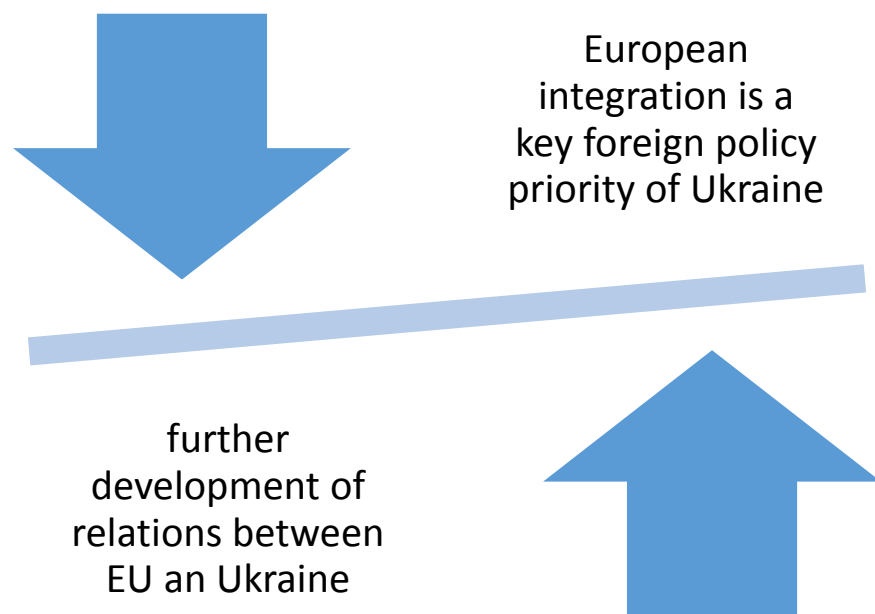 European
integration is a
key foreign policy
priority of Ukraine
further
development of
relations between
EU an Ukraine